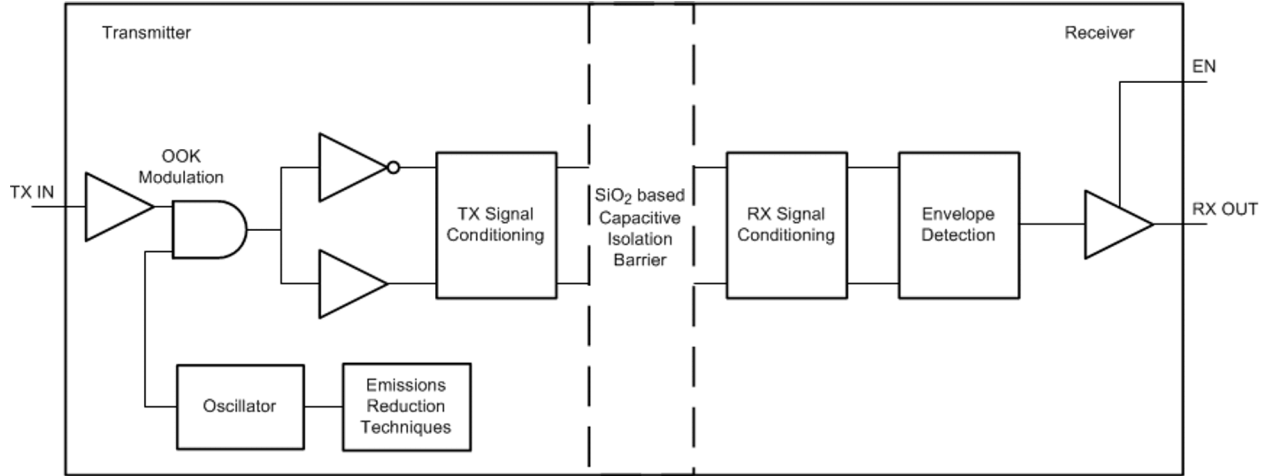 Transmitter
Receiver
EN
OOK
Modulation
TX IN
TX Signal
Conditioning
SiO2 based
Capacitive
Isolation
Barrier
RX Signal
Conditioning
Envelope
Detection
RX OUT
Oscillator
Emissions
Reduction
Techniques